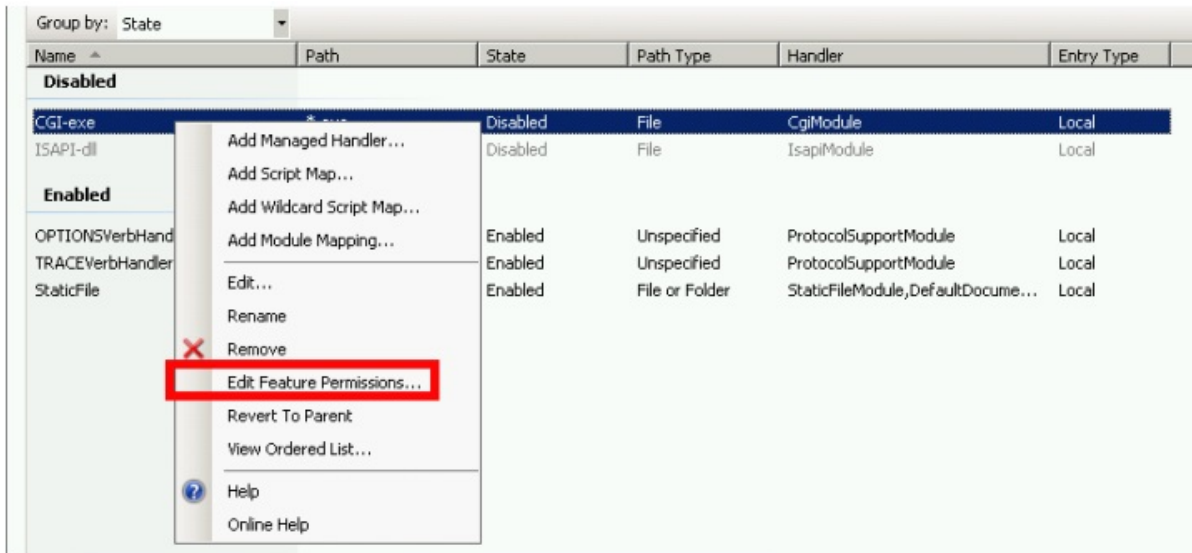 Group by: State
Name Path State Path Type Handler Entry Type
Disabled
CGI-exe Disabled File CgiModule Local
ISAPI-dll Disabled File IsapiModule Local
Enabled
OPTIONSVerbHand Enabled Unspecified ProtocolSupportModule Local
TRACEVerbHandler Enabled Unspecified ProtocolSupportModule Local
StaticFile Enabled File or Folder StaticFileModule,DefaultDocume... Local
Add Managed Handler...
Add Script Map...
Add Wildcard Script Map...
Add Module Mapping...
Edit...
Rename
Remove
Edit Feature Permissions...
Revert To Parent
View Ordered List...
Help
Online Help